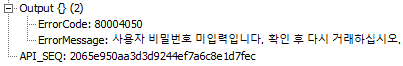 Output {} (2)
ErrorCode: 80004050
ErrorMessage: 사용자 비밀번호 미입력입니다. 확인 후 다시 거래하십시오.
API_SEQ: 2065e950aa3d3d9244ef7a6c8e1d7fec